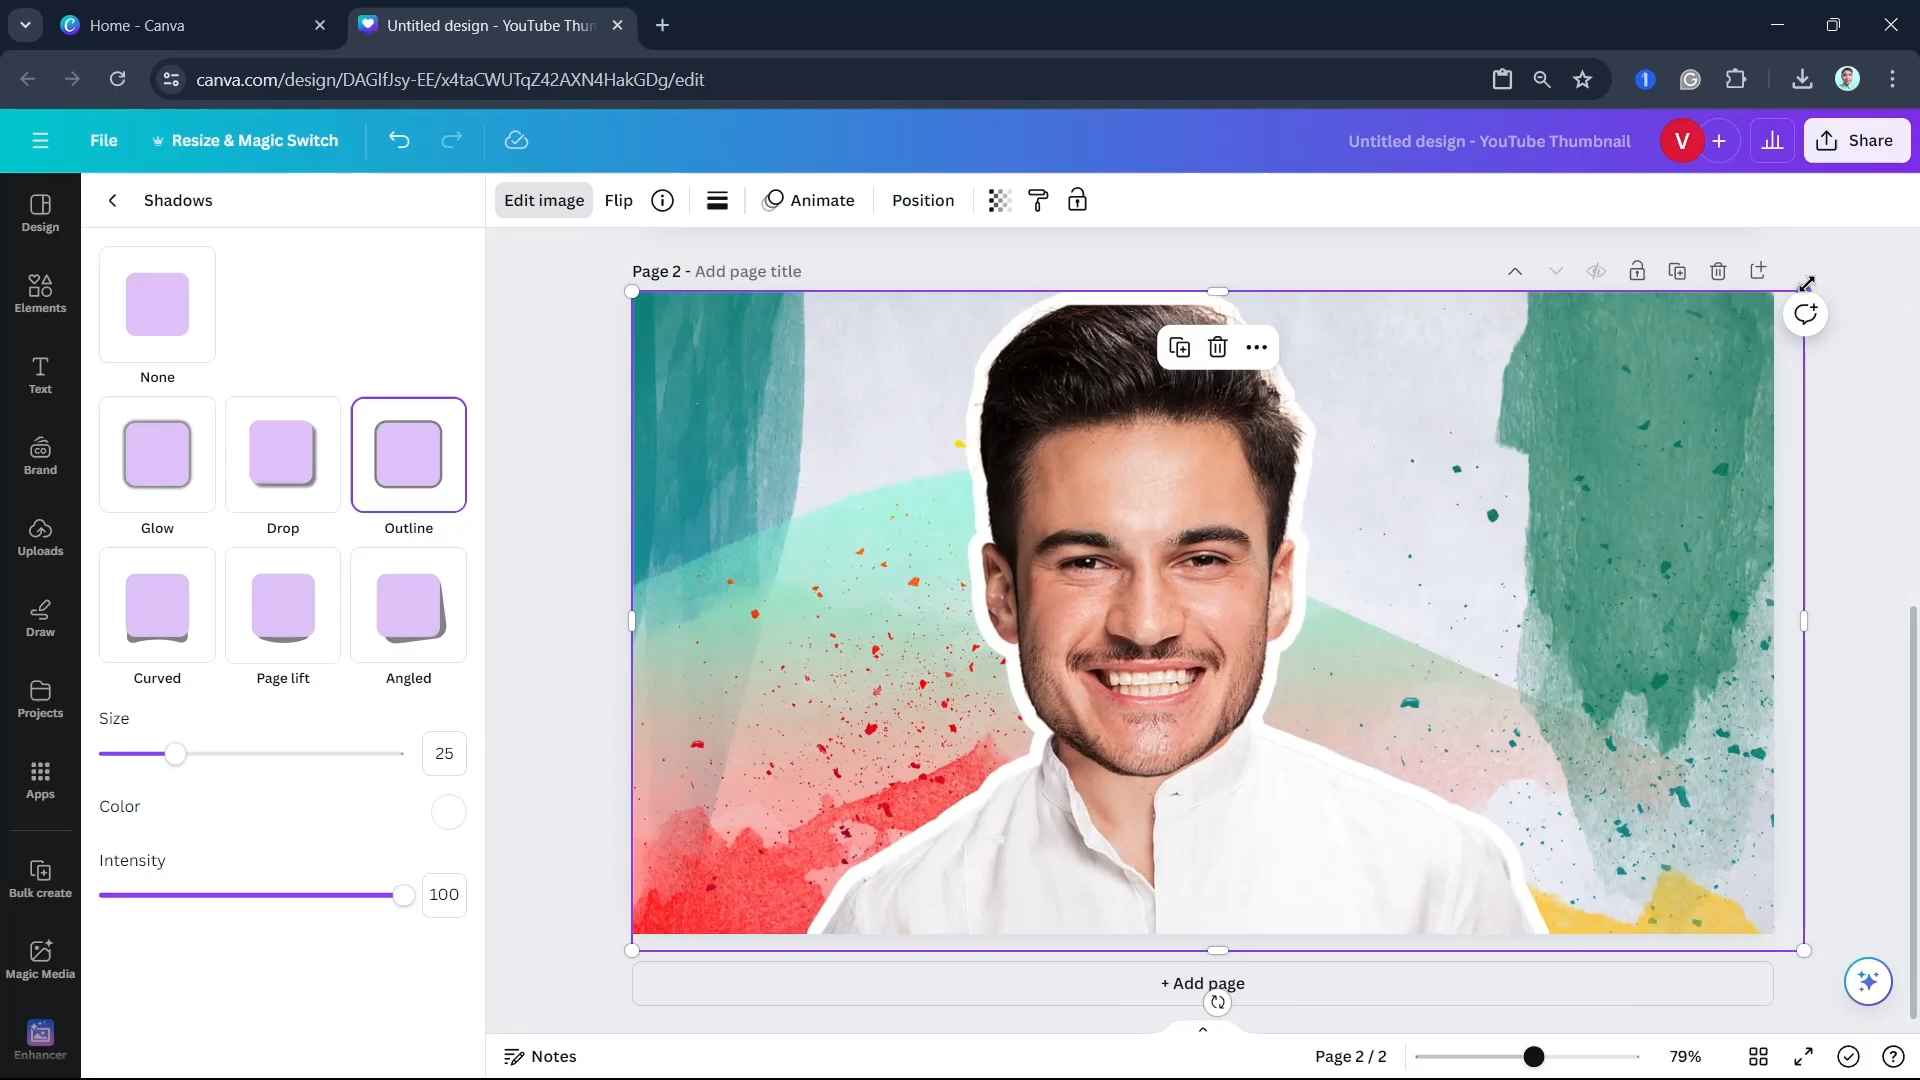 Home - Canva
Untitled design - YouTube Thun
canva.com/design/DAGIfJsy-EE/x4taCWUTqZ42AXN4HakGDg/edit
File
Resize & Magic Switch
Untitled design - YouTube Thumbnail
V
Share
Design
Elements
Text
Brand
Uploads
Draw
Projects
Apps
Bulk create
Magic Media
Enhancer
Shadows
None
Glow
Drop
Outline
Curved
Page lift
Angled
Size
25
Color
Intensity
100
Edit image
Flip
Animate
Position
Page 2 - Add page title
+ Add page
Notes
Page 2 / 2
79%